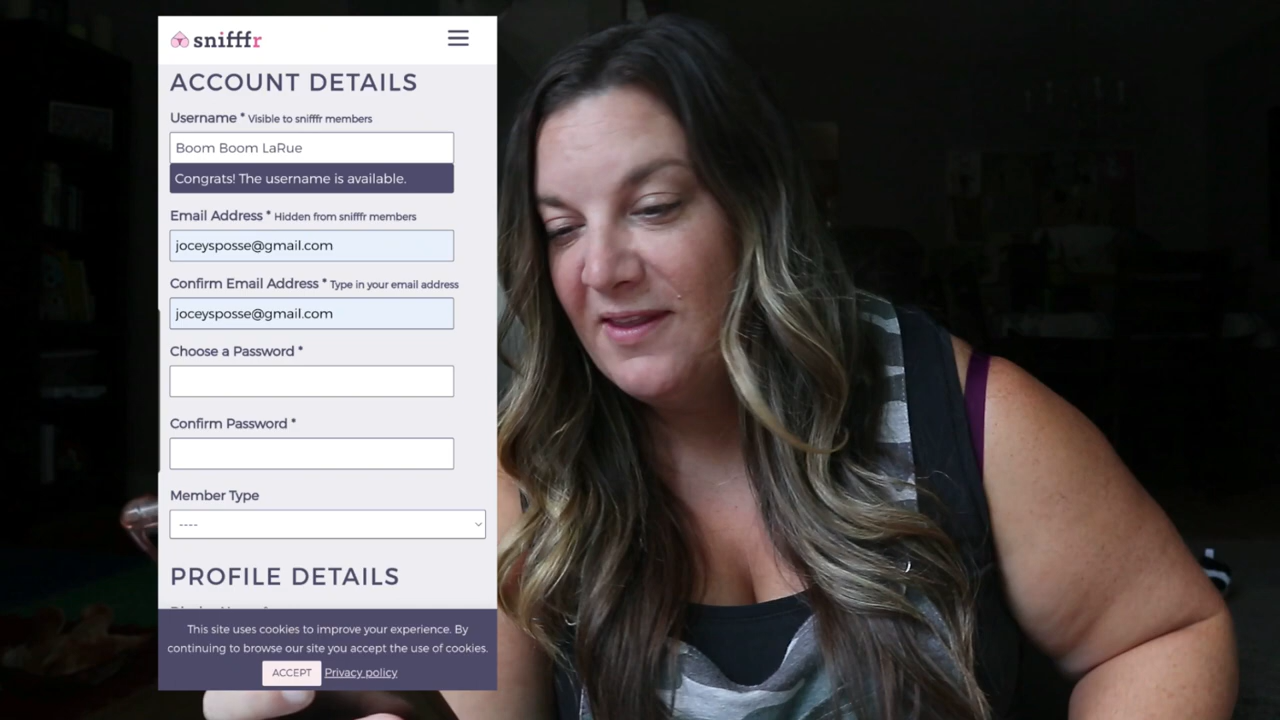 snifffr
ACCOUNT DETAILS
Username * Visible to snifffr members
Boom Boom LaRue
Congrats! The username is available.
Email Address * Hidden from snifffr members
joceysposse@gmail.com
Confirm Email Address * Type in your email address
joceysposse@gmail.com
Choose a Password *
Confirm Password *
Member Type
----
PROFILE DETAILS
This site uses cookies to improve your experience. By
continuing to browse our site you accept the use of cookies.
ACCEPT Privacy policy